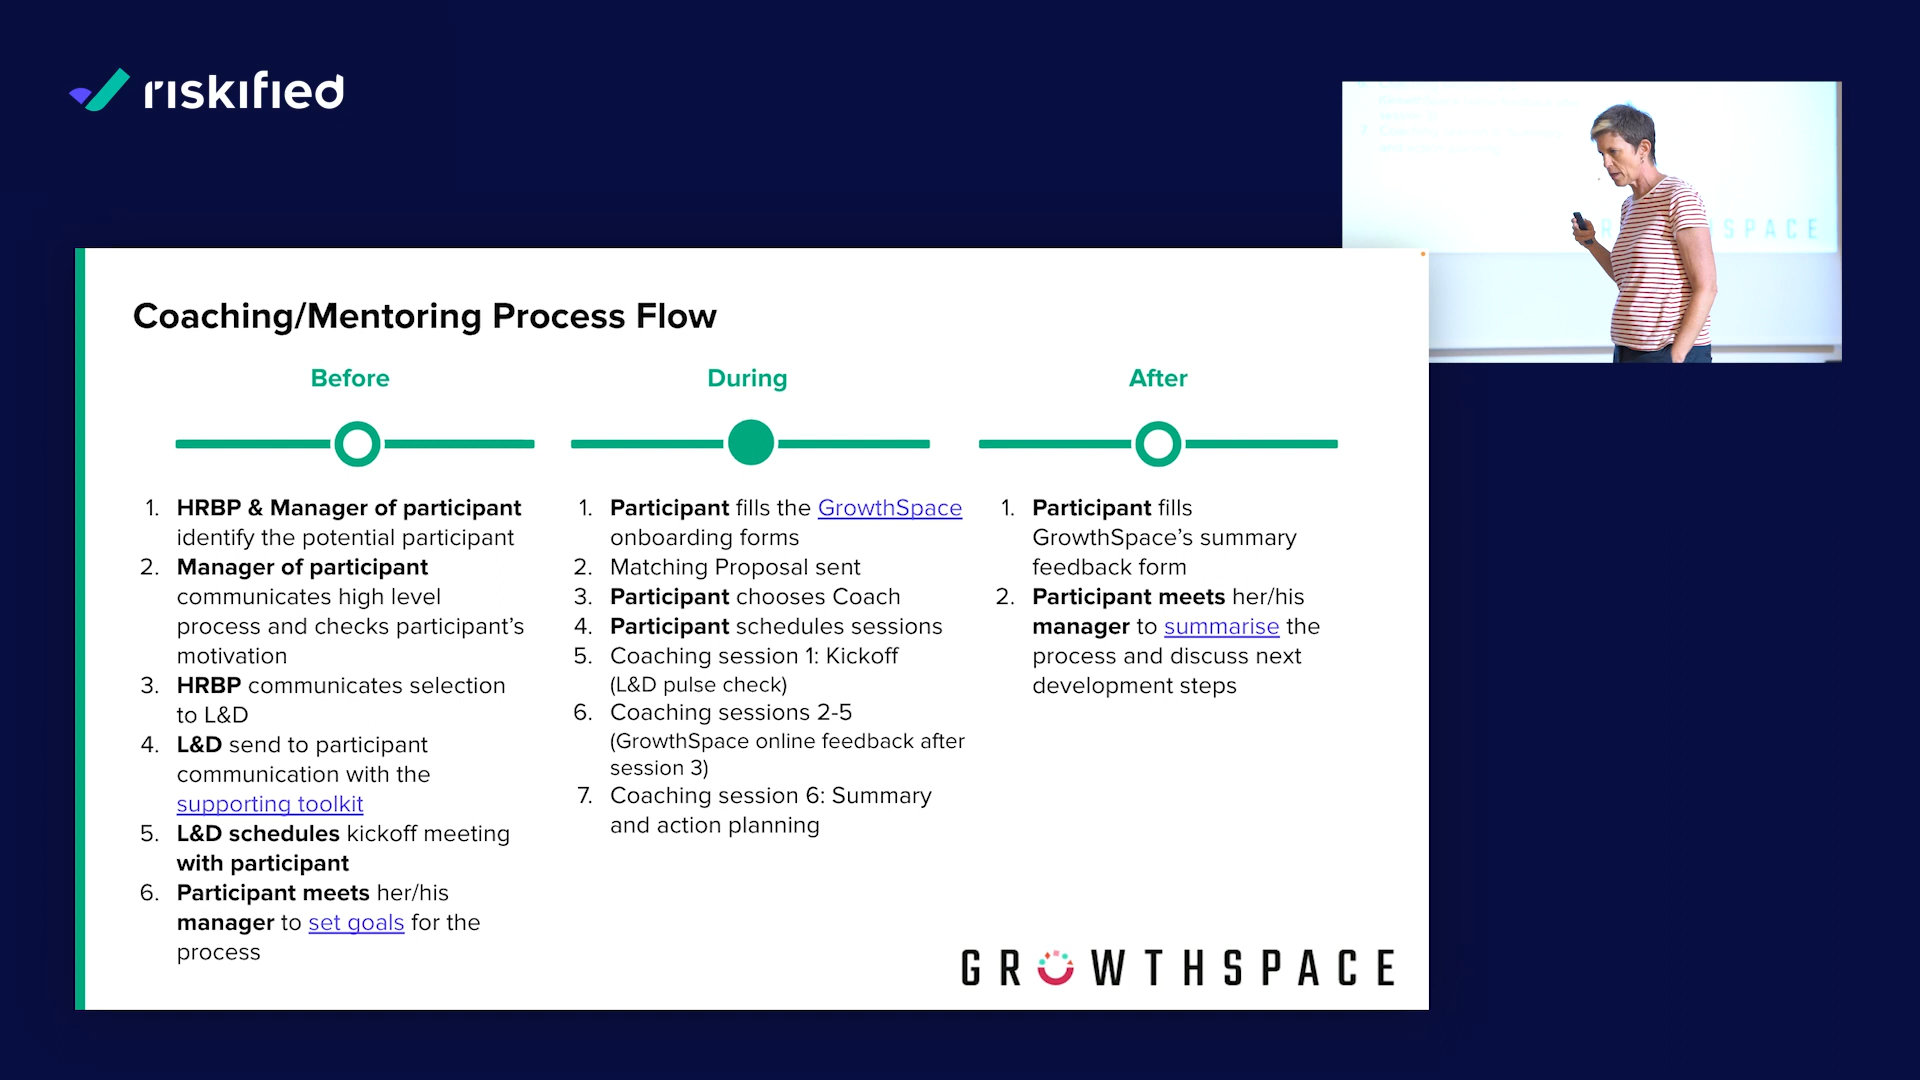 riskified
Coaching/Mentoring Process Flow
Before
1. HRBP & Manager of participant
identify the potential participant
2. Manager of participant
communicates high level
process and checks participant’s
motivation
3. HRBP communicates selection
to L&D
4. L&D send to participant
communication with the
supporting toolkit
5. L&D schedules kickoff meeting
with participant
6. Participant meets her/his
manager to set goals for the
process
During
1. Participant fills the GrowthSpace
onboarding forms
2. Matching Proposal sent
3. Participant chooses Coach
4. Participant schedules sessions
5. Coaching session 1: Kickoff
(L&D pulse check)
6. Coaching sessions 2-5
(GrowthSpace online feedback after
session 3)
7. Coaching session 6: Summary
and action planning
After
1. Participant fills
GrowthSpace’s summary
feedback form
2. Participant meets her/his
manager to summarise the
process and discuss next
development steps
GROWTHSPACE